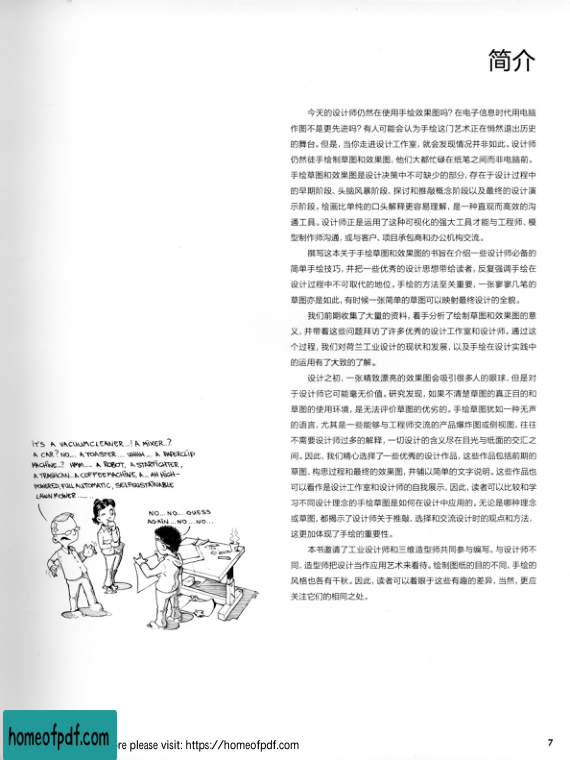 简介
今天的设计师仍然在使用手绘效果图吗？在电子信息时代用电脑
作图不是更先进吗？有人可能会认为手绘这门艺术正在悄然退出历史
的舞台。但是，当你走进设计工作室，就会发现情况并非如此。设计师
仍然徒手绘制草图和效果图，他们大都忙碌在纸笔之间而非电脑前。
手绘草图和效果图是设计决策中不可缺少的部分，存在于设计过程中
的早期阶段、头脑风暴阶段、探讨和推敲概念阶段以及最终的设计演
示阶段。绘画比单纯的口头解释更容易理解，是一种直观而高效的沟
通工具。设计师正是运用了这种可视化的强大工具才能与工程师、模
型制作师沟通，或与客户、项目承包商和办公机构交流。
撰写这本关于手绘草图和效果图的书旨在介绍一些设计师必备的
简单手绘技巧，并把一些优秀的设计思想带给读者，反复强调手绘在
设计过程中不可取代的地位。手绘的方法至关重要，一张寥寥几笔的
草图亦是如此，有时候一张简单的草图可以映射最终设计的全貌。
我们前期收集了大量的资料，着手分析了绘制草图和效果图的意
义，并带着这些问题拜访了许多优秀的设计工作室和设计师。通过这
个过程，我们对荷兰工业设计的现状和发展，以及手绘在设计实践中
的运用有了大致的了解。
设计之初，一张精致漂亮的效果图会吸引很多人的眼球，但是对
于设计师它可能毫无价值。研究发现，如果不清楚草图的真正目的和
草图的使用环境，是无法评草图的优劣的。手绘草图犹如一种无声
的语言，尤其是一些能够与工程师交流的产品爆炸图或侧视图，往往
不需要设计师过多的解释，一切设计的含义尽在目光与纸面的交汇之
间。因此，我们精心选择了一些优秀的设计作品，这些作品包括前期的
草图，构思过程和最终的效果图，并辅以简单的文字说明。这些作品也
可以看作是设计工作室和设计师的自我展示，因此，读者可以比较和学
习不同设计理念的手绘草图是如何在设计中应用的。无论是哪种理念
或草图，都揭示了设计师关于推敲、选择和交流设计时的观点和方法，
这更加体现了手绘的重要性。
本书邀请了工业设计师和三维造型师共同参与编写。与设计师不
同，造型师把设计当作应用艺术来看待。绘制图纸的目的不同，手绘的
风格也各有千秋。因此，读者可以着眼于这些有趣的差异，当然，更应
关注它们的相同之处。
IT'S A VACUUMCLEANER..! A MIXER..?
A CAR? NO... A TOASTER... UHHH... A PAPERCLIP
MACHINE..? HMM.... A ROBOT, A STARFIGHTER,
A TRASHCAN. A COFFEEMACHINE, A... AH HIGH-
POWERED, FULL AUTOMATIC, SELFSUSTAINABLE
LAWN MOWER......
NO... NO... GUESS
AGAIN... NO... NO...
homeofpdf.com
re please visit: https://homeofpdf.com
7